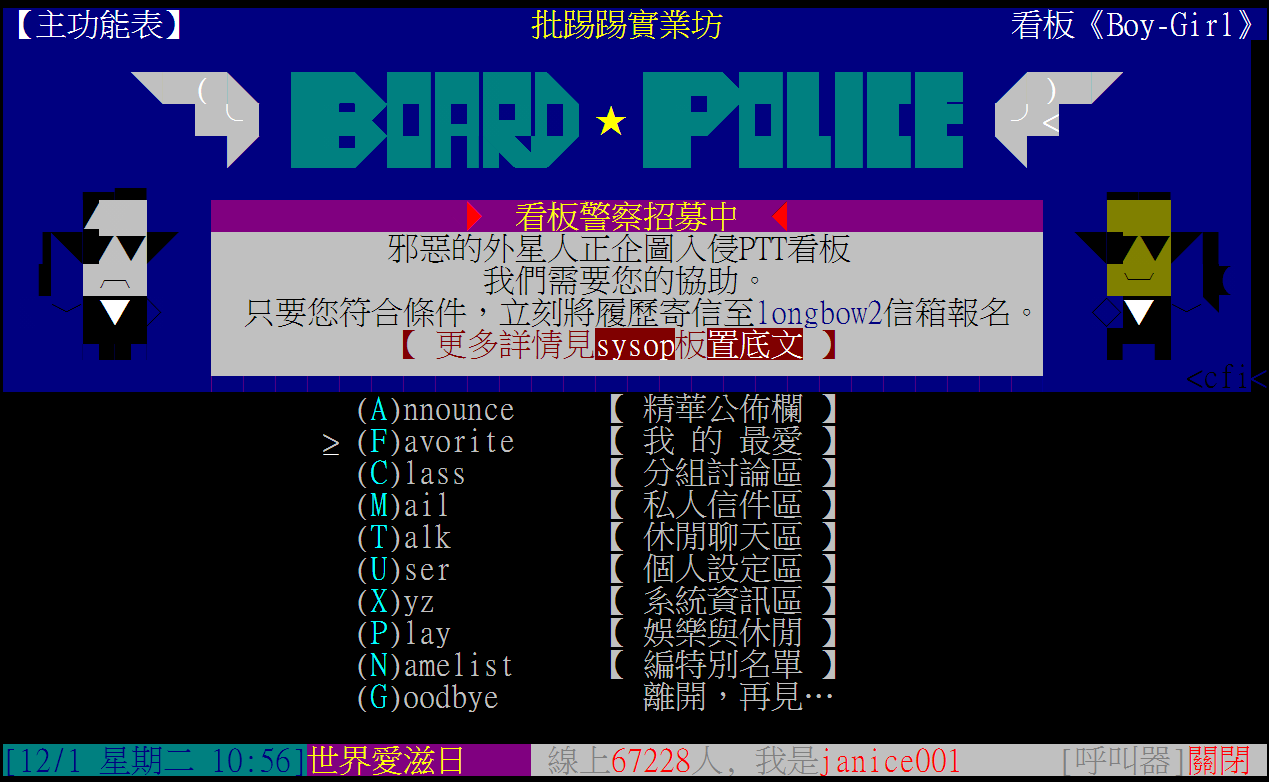 【主功能表】 批踢踢實業坊 看板《Boy-Girl》
BOARD ★ POLICE
看板警察招募中
邪惡的外星人正企圖入侵PTT看板
我們需要您的協助。
只要您符合條件，立刻將履歷寄信至longbow2信箱報名。
【 更多詳情見sysop板置底文 】
<cfi<
(A)nnounce 【 精華公佈欄 】
> (F)avorite 【 我 的 最愛 】
(C)lass 【 分組討論區 】
(M)ail 【 私人信件區 】
(T)alk 【 休閒聊天區 】
(U)ser 【 個人設定區 】
(X)yz 【 系統資訊區 】
(P)lay 【 娛樂與休閒 】
(N)amelist 【 編特別名單 】
(G)oodbye 離開，再見…
[12/1 星期二 10:56] 世界愛滋日 線上67228人, 我是janice001 [呼叫器]關閉